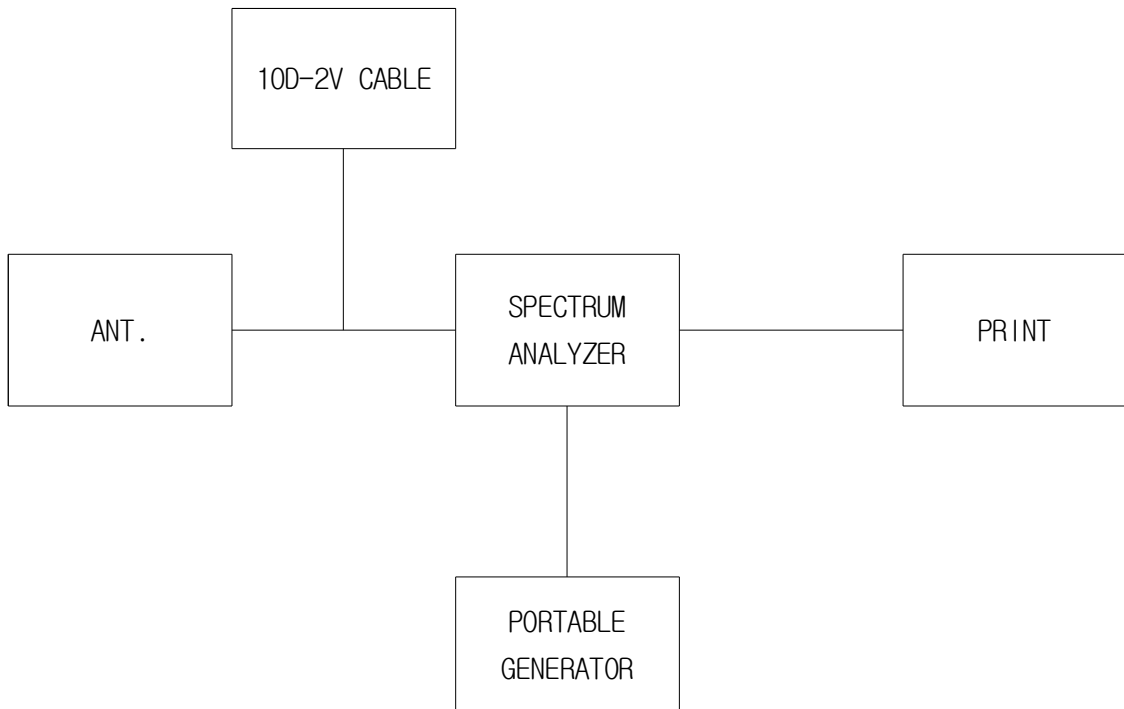 10D-2V CABLE
ANT.
SPECTRUM
ANALYZER
PRINT
PORTABLE
GENERATOR